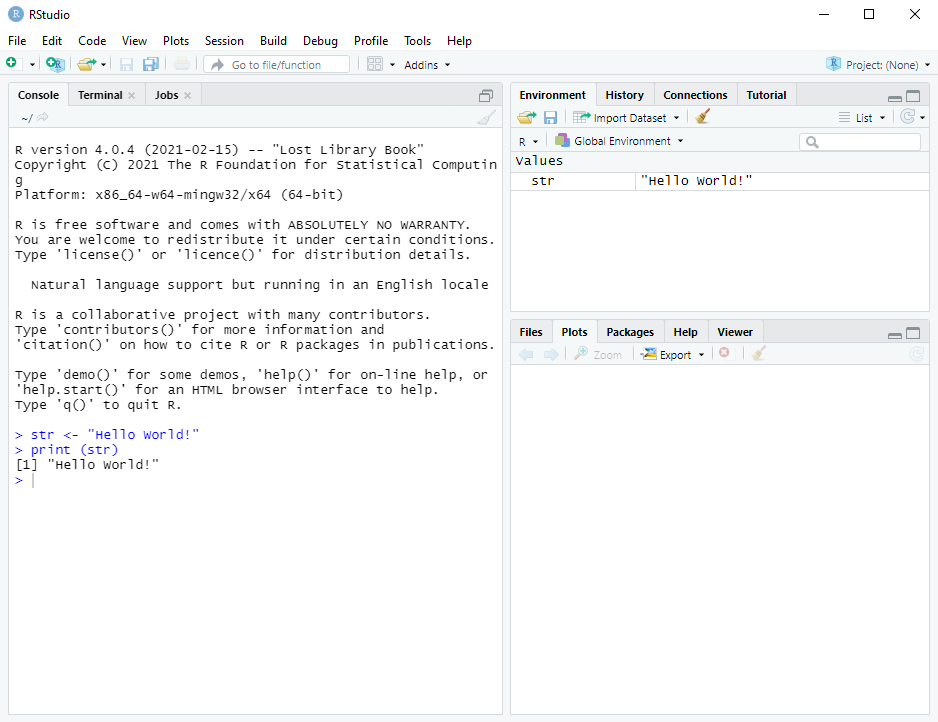 RStudio
File Edit Code View Plots Session Build Debug Profile Tools Help
Go to file/function Addins Project: (None)
Console Terminal Jobs
~/
R version 4.0.4 (2021-02-15) -- "Lost Library Book"
Copyright (C) 2021 The R Foundation for Statistical Computin
g
Platform: x86_64-w64-mingw32/x64 (64-bit)
R is free software and comes with ABSOLUTELY NO WARRANTY.
You are welcome to redistribute it under certain conditions.
Type 'license()' or 'licence()' for distribution details.
Natural language support but running in an English locale
R is a collaborative project with many contributors.
Type 'contributors()' for more information and
'citation()' on how to cite R or R packages in publications.
Type 'demo()' for some demos, 'help()' for on-line help, or
'help.start()' for an HTML browser interface to help.
Type 'q()' to quit R.
> str <- "Hello World!"
> print (str)
[1] "Hello World!"
>
Environment History Connections Tutorial
Import Dataset List
R Global Environment
Values
str "Hello World!"
Files Plots Packages Help Viewer
Zoom Export